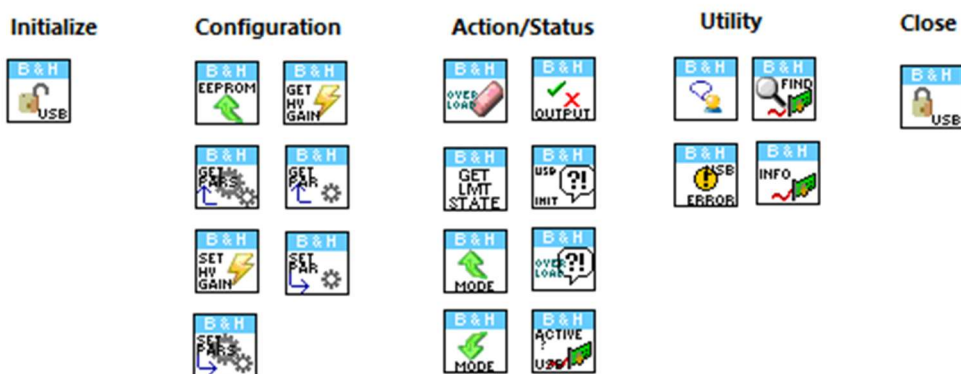 Initialize
Configuration
Action/Status
Utility
Close
B & H
USB
B & H
EEPROM
B & H
GET
HV
GAIN
B & H
GET
PARS
B & H
GET
PAR
B & H
SET
HV
GAIN
B & H
SET
PAR
B & H
SET
PARS
B & H
OVER
LOAD
B & H
OUTPUT
B & H
GET
LMT
STATE
B & H
USB
?!
INIT
B & H
MODE
B & H
OVER
LOAD
?!
B & H
MODE
B & H
ACTIVE
?
USB
B & H
B & H
FIND
B & H
USB
!
ERROR
B & H
INFO
B & H
USB